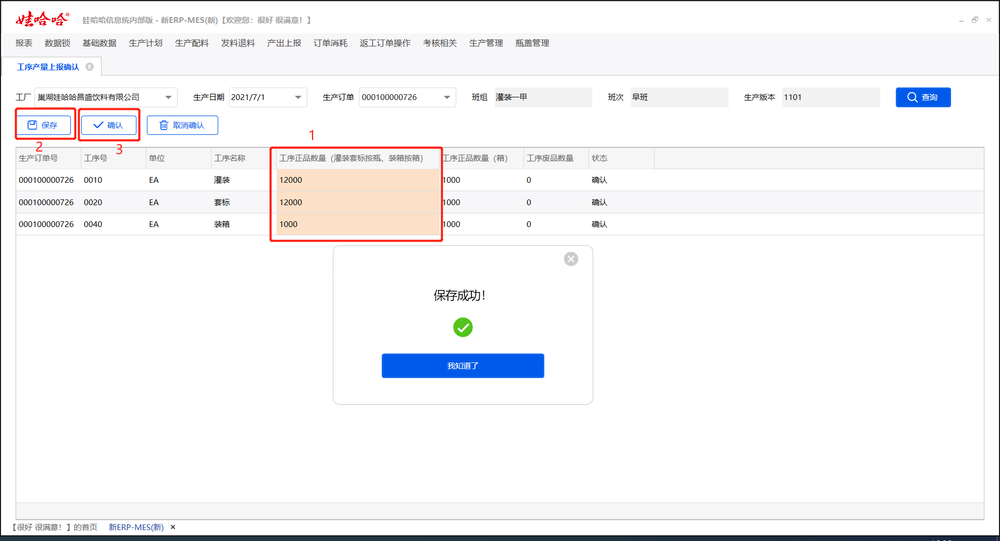 娃哈哈®
娃哈哈信息统内部版 - 新ERP-MES(新)【欢迎您：很好 很满意！】
报表 数据锁 基础数据 生产计划 生产配料 发料退料 产出上报 订单消耗 返工订单操作 考核相关 生产管理 瓶盖管理
工序产量上报确认
工厂 巢湖娃哈哈昌盛饮料有限公司 生产日期 2021/7/1 生产订单 000100000726 班组 灌装一甲 班次 早班 生产版本 1101 查询
保存 确认 取消确认
1
2 3
生产订单号 工序号 单位 工序名称 工序正品数量（灌装套标按瓶、装箱按箱） 工序正品数量（箱） 工序废品数量 状态
000100000726 0010 EA 灌装 12000 1000 0 确认
000100000726 0020 EA 套标 12000 1000 0 确认
000100000726 0040 EA 装箱 1000 1000 0 确认
保存成功！
我知道了
【很好 很满意！】的首页 新ERP-MES(新) ×